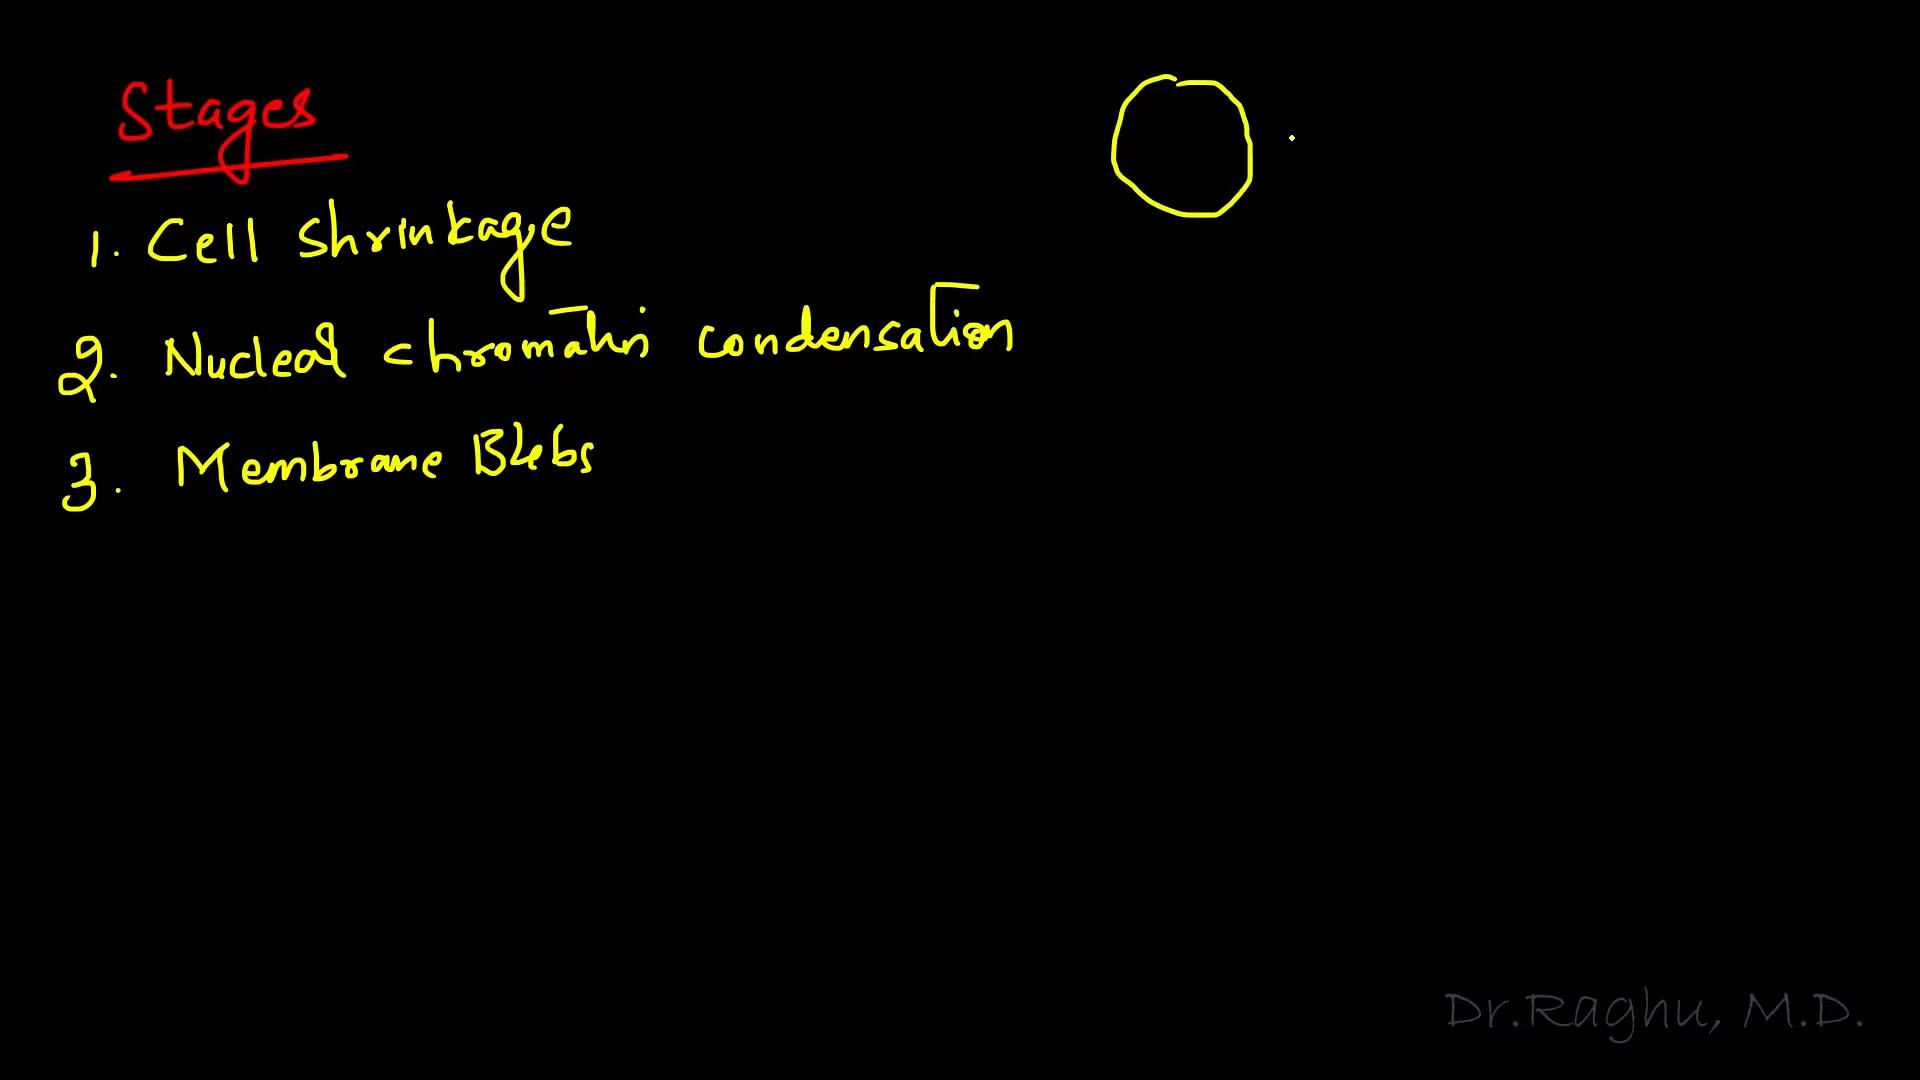 Stages
1. Cell shrinkage
2. Nuclear chromatin condensation
3. Membrane Blebs
Dr.Raghu, M.D.